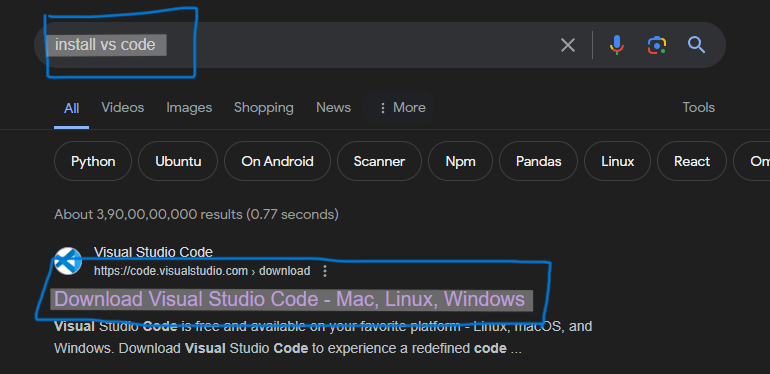 install vs code
All Videos Images Shopping News More Tools
Python Ubuntu On Android Scanner Npm Pandas Linux React Om
About 3,90,00,00,000 results (0.77 seconds)
Visual Studio Code
https://code.visualstudio.com › download
Download Visual Studio Code - Mac, Linux, Windows
Visual Studio Code is free and available on your favorite platform - Linux, macOS, and
Windows. Download Visual Studio Code to experience a redefined code ...